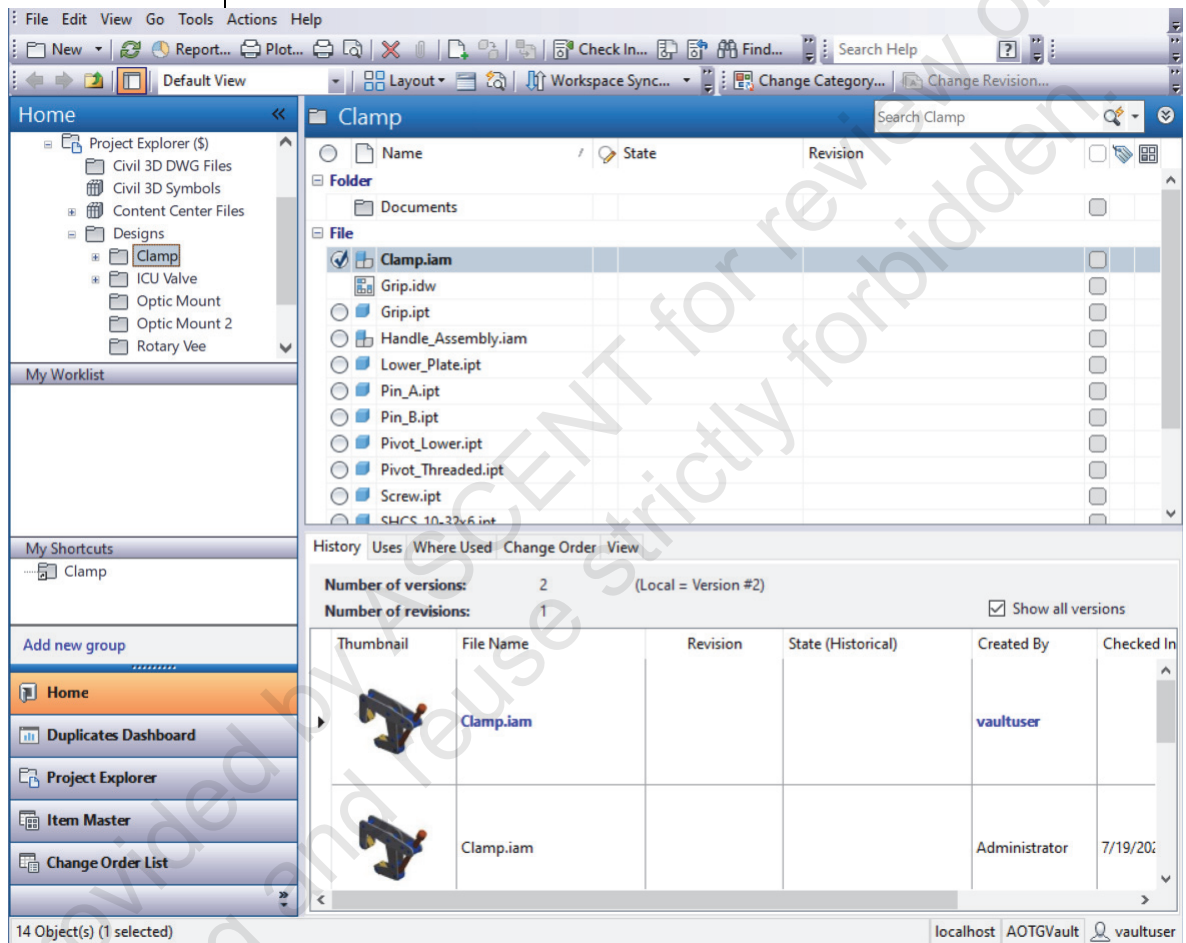 File Edit View Go Tools Actions Help
New Report... Plot... Check In... Find... Search Help
Default View Layout Workspace Sync... Change Category... Change Revision...
Home
Project Explorer ($)
Civil 3D DWG Files
Civil 3D Symbols
Content Center Files
Designs
Clamp
ICU Valve
Optic Mount
Optic Mount 2
Rotary Vee
My Worklist
My Shortcuts
Clamp
Add new group
Home
Duplicates Dashboard
Project Explorer
Item Master
Change Order List
Clamp Search Clamp
Name State Revision
Folder
Documents
File
Clamp.iam
Grip.idw
Grip.ipt
Handle_Assembly.iam
Lower_Plate.ipt
Pin_A.ipt
Pin_B.ipt
Pivot_Lower.ipt
Pivot_Threaded.ipt
Screw.ipt
SHCS_10-32x6.ipt
History Uses Where Used Change Order View
Number of versions: 2 (Local = Version #2)
Number of revisions: 1 Show all versions
Thumbnail File Name Revision State (Historical) Created By Checked In
Clamp.iam vaultuser
Clamp.iam Administrator 7/19/202
14 Object(s) (1 selected) localhost AOTGVault vaultuser
provided by ASCENT for review o
g and reuse strictly forbidden.